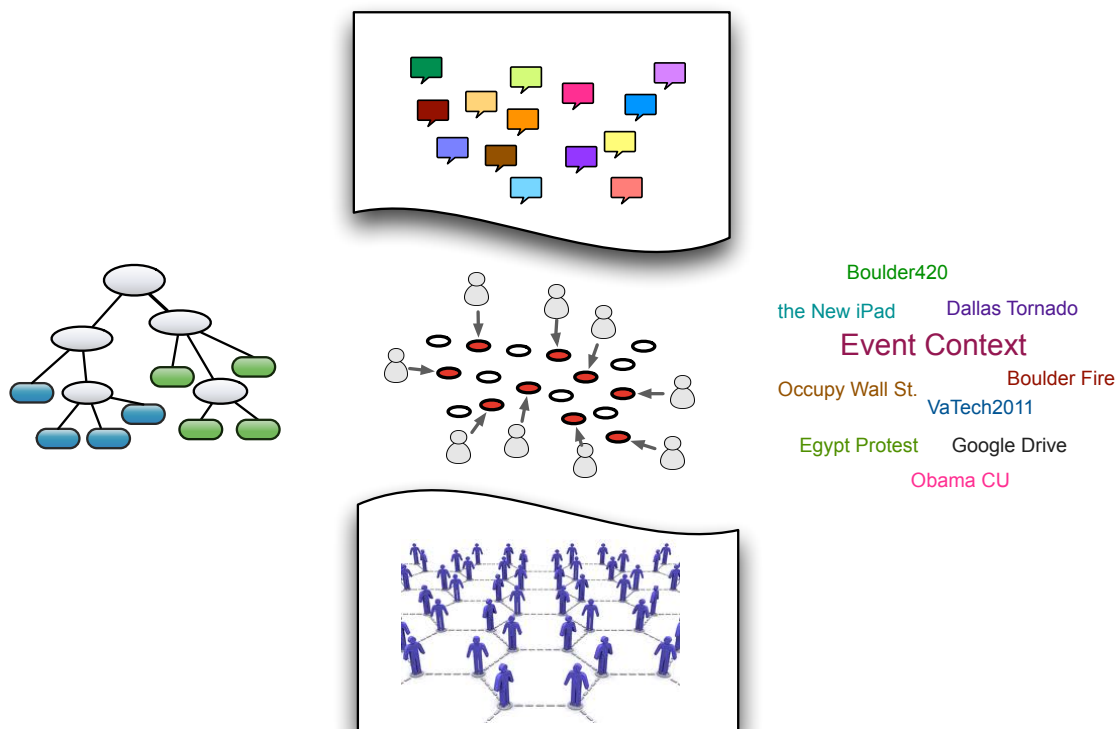 Boulder420
the New iPad
Dallas Tornado
Event Context
Boulder Fire
Occupy Wall St.
VaTech2011
Egypt Protest
Google Drive
Obama CU